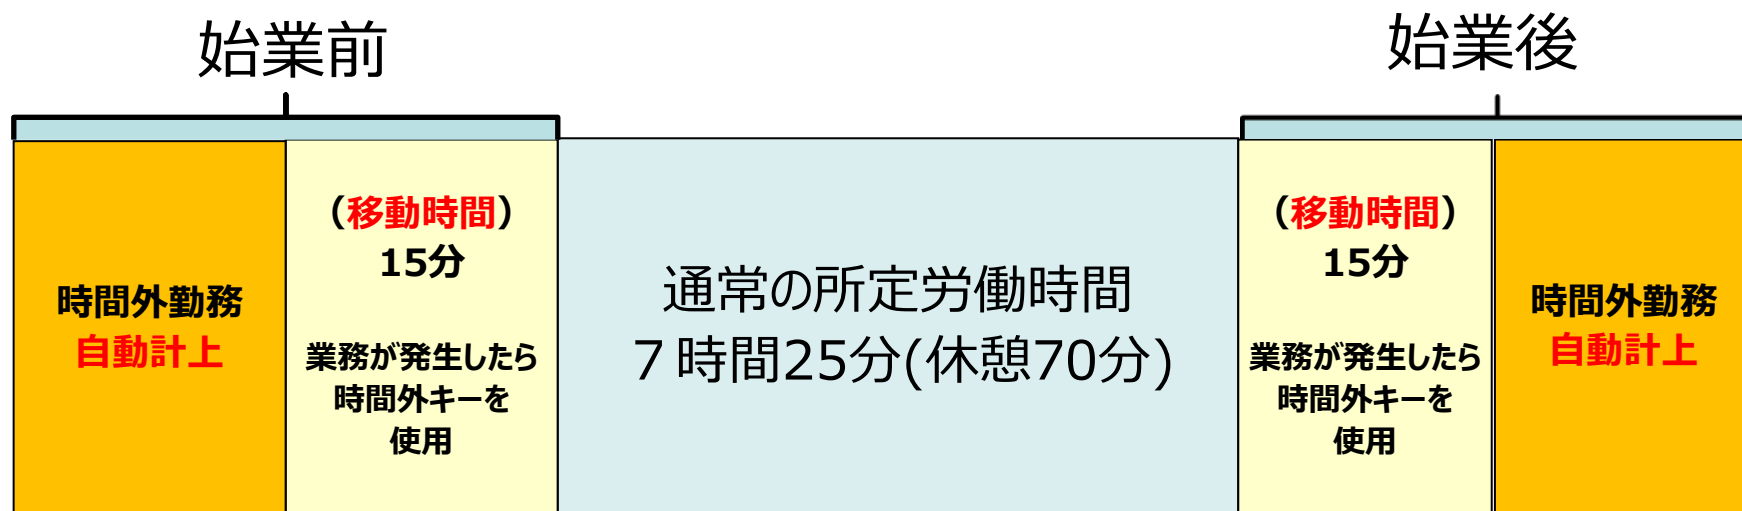 始業前
始業後
時間外勤務
自動計上
（移動時間）
15分
業務が発生したら
時間外キーを
使用
通常の所定労働時間
７時間25分(休憩70分)
（移動時間）
15分
業務が発生したら
時間外キーを
使用
時間外勤務
自動計上